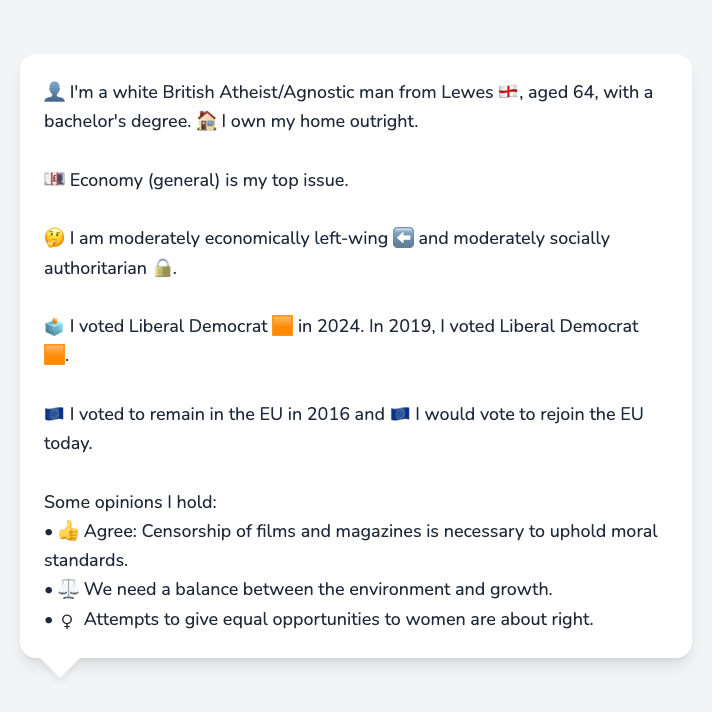 👤 I'm a white British Atheist/Agnostic man from Lewes 🏴󠁧󠁢󠁥󠁮󠁧󠁿, aged 64, with a
bachelor's degree. 🏠 I own my home outright.
💷 Economy (general) is my top issue.
🤔 I am moderately economically left-wing ⬅️ and moderately socially
authoritarian 🔒.
🗳️ I voted Liberal Democrat 🟧 in 2024. In 2019, I voted Liberal Democrat
🟧.
🇪🇺 I voted to remain in the EU in 2016 and 🇪🇺 I would vote to rejoin the EU
today.
Some opinions I hold:
• 👍 Agree: Censorship of films and magazines is necessary to uphold moral
standards.
• ⚖️ We need a balance between the environment and growth.
• ♀ Attempts to give equal opportunities to women are about right.